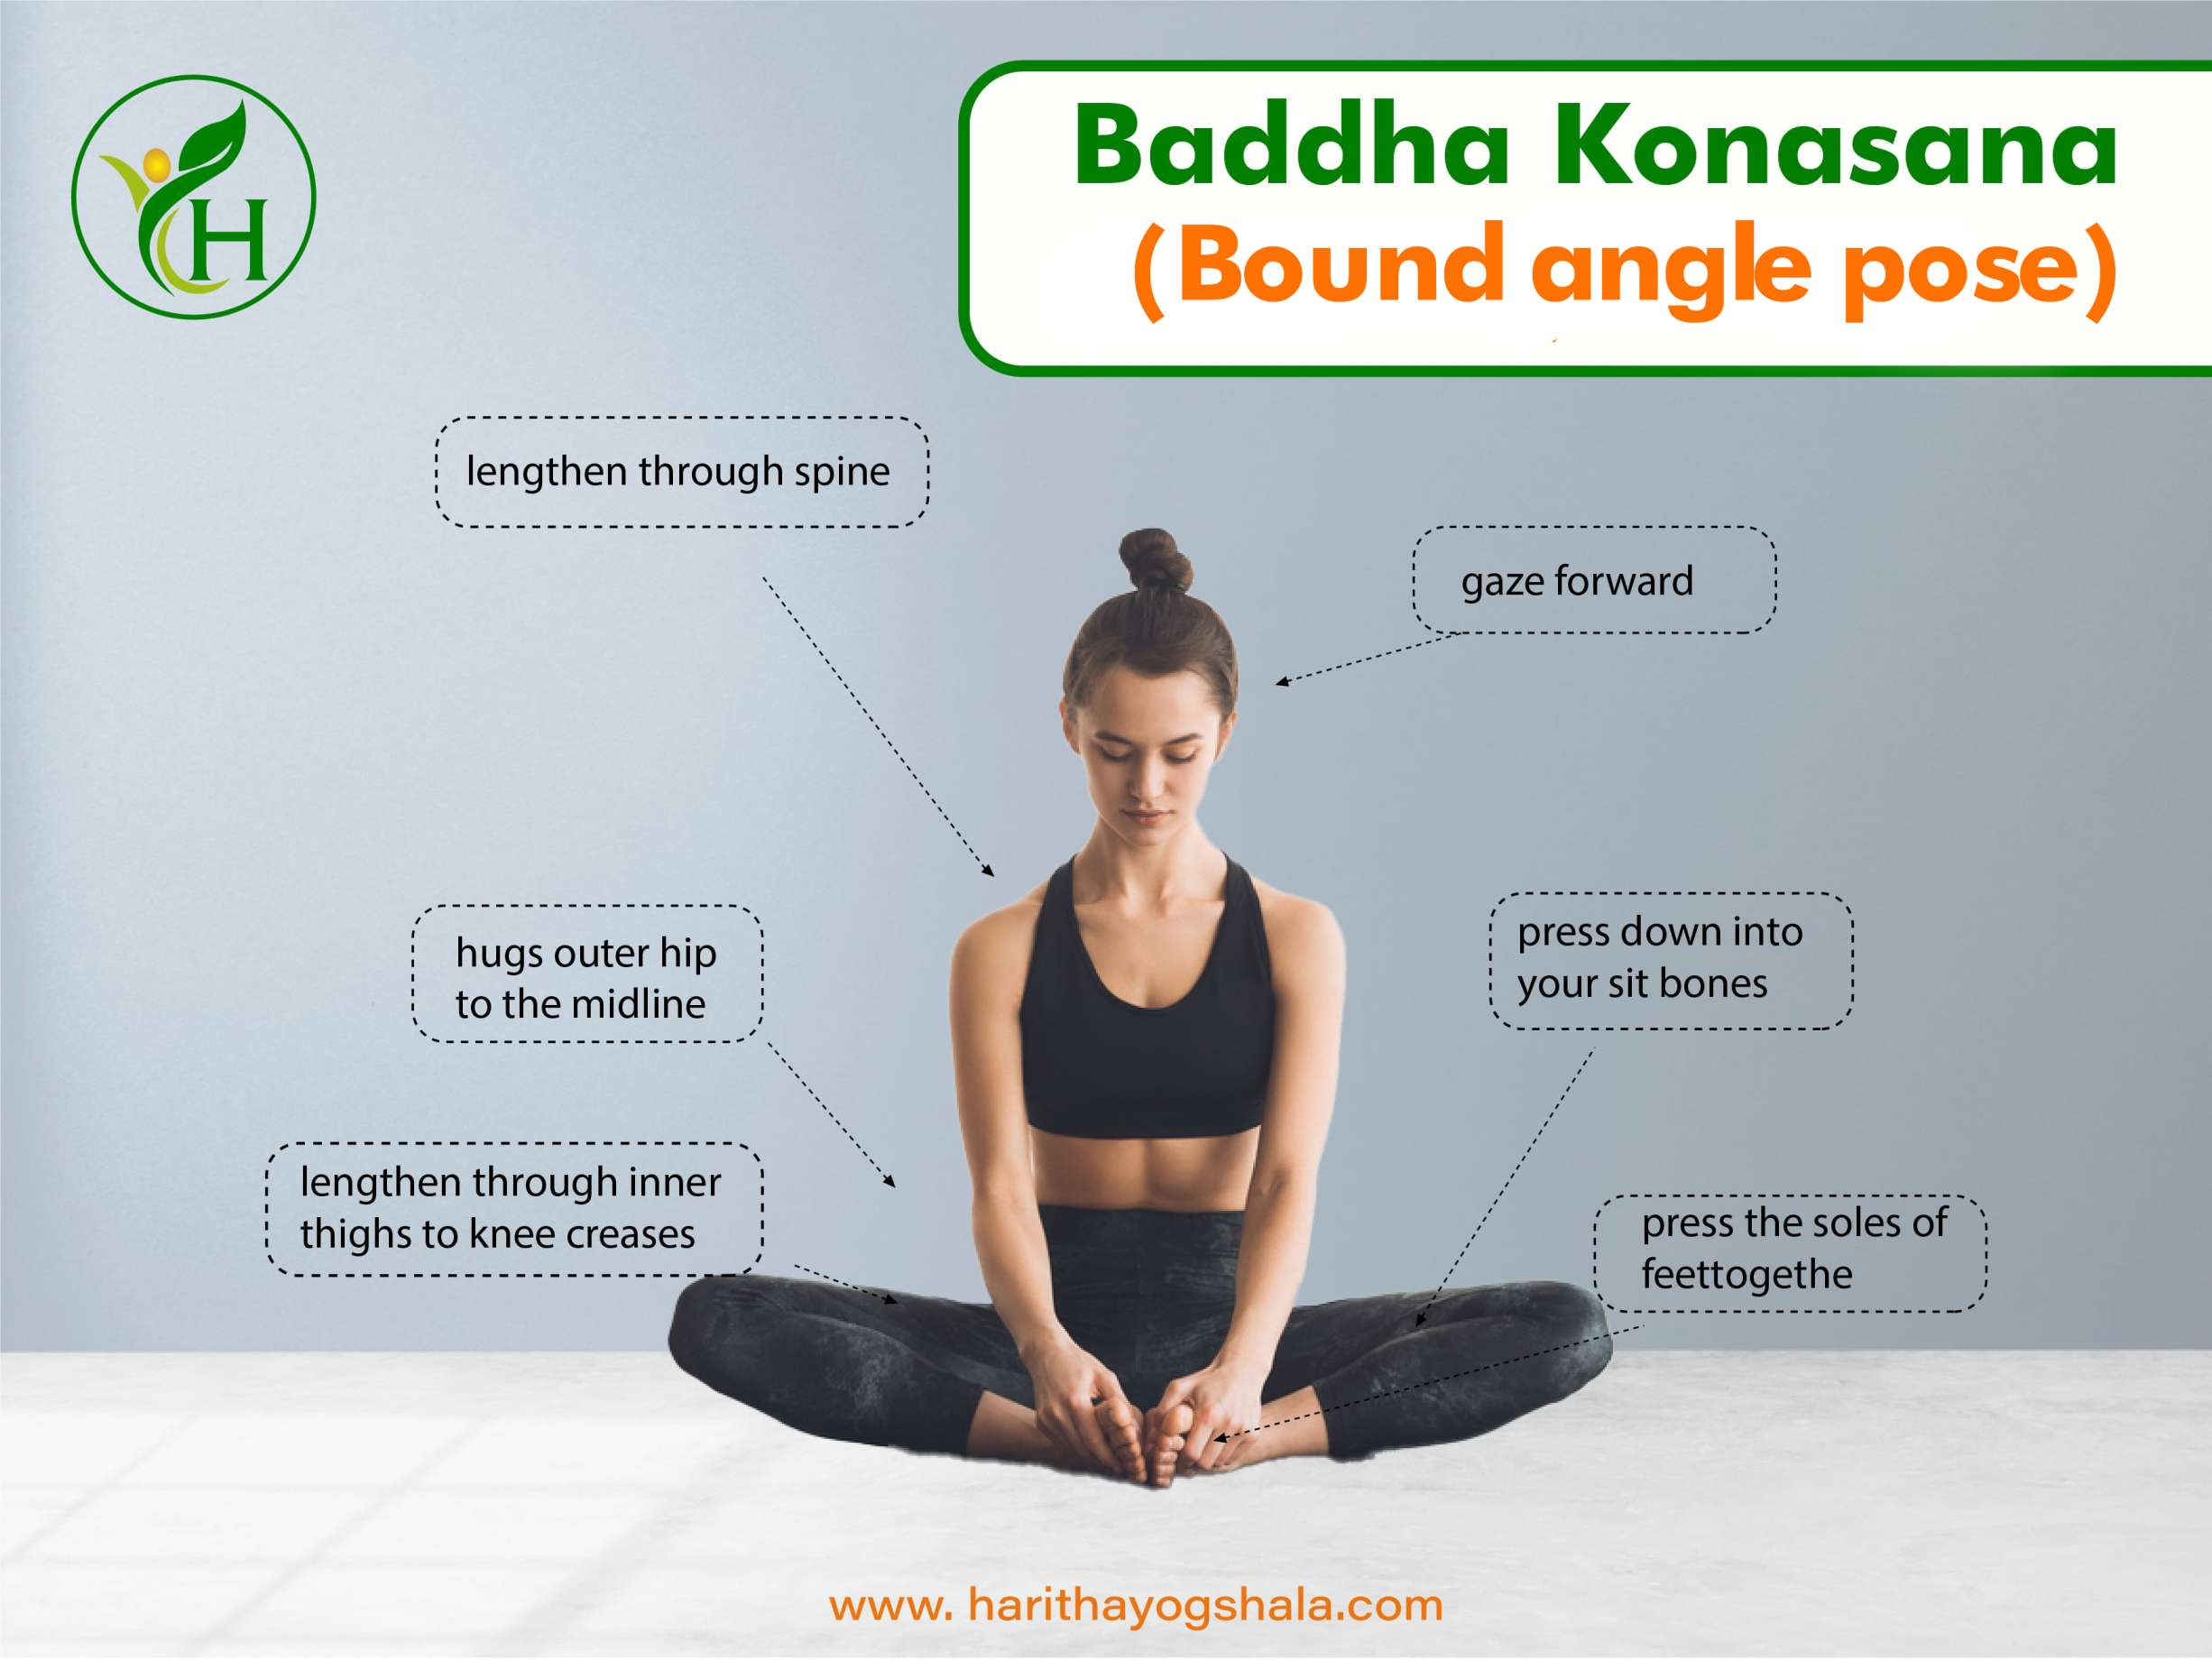 H
Baddha Konasana
(Bound angle pose)
lengthen through spine
gaze forward
hugs outer hip
to the midline
press down into
your sit bones
lengthen through inner
thighs to knee creases
press the soles of
feettogethe
www. harithayogshala.com